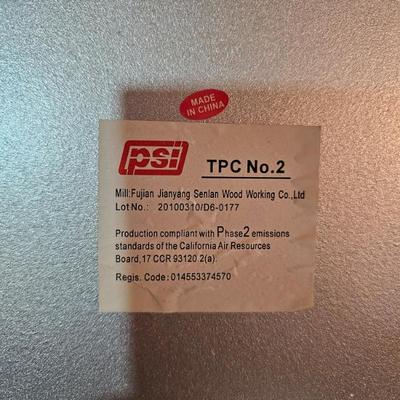 MADE
IN CHINA
psi
TPC No.2
Mill:Fujian Jianyang Senlan Wood Working Co.,Ltd
Lot No.: 20100310/D6-0177
Production compliant with Phase2 emissions
standards of the California Air Resources
Board,17 CCR 93120.2(a).
Regis. Code:014553374570